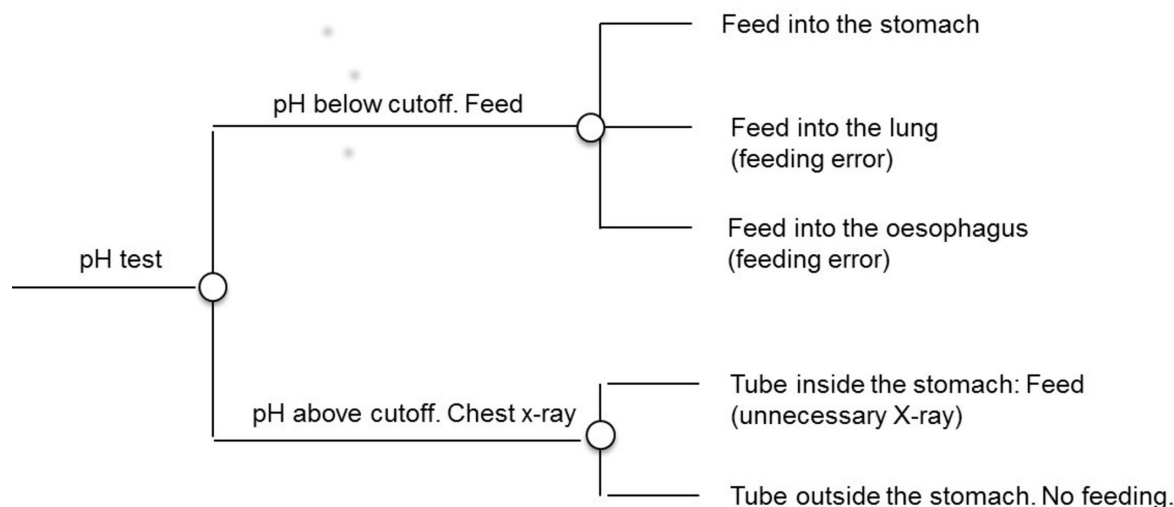 Feed into the stomach
pH below cutoff. Feed
Feed into the lung
(feeding error)
Feed into the oesophagus
(feeding error)
pH test
Tube inside the stomach: Feed
(unnecessary X-ray)
pH above cutoff. Chest x-ray
Tube outside the stomach. No feeding.